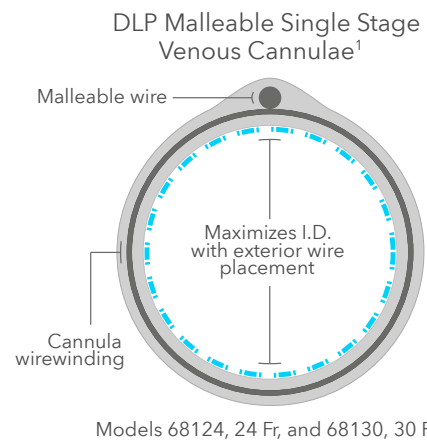 DLP Malleable Single Stage
Venous Cannulae¹
Malleable wire
Maximizes I.D.
with exterior wire
placement
Cannula
wirewinding
Models 68124, 24 Fr, and 68130, 30 F